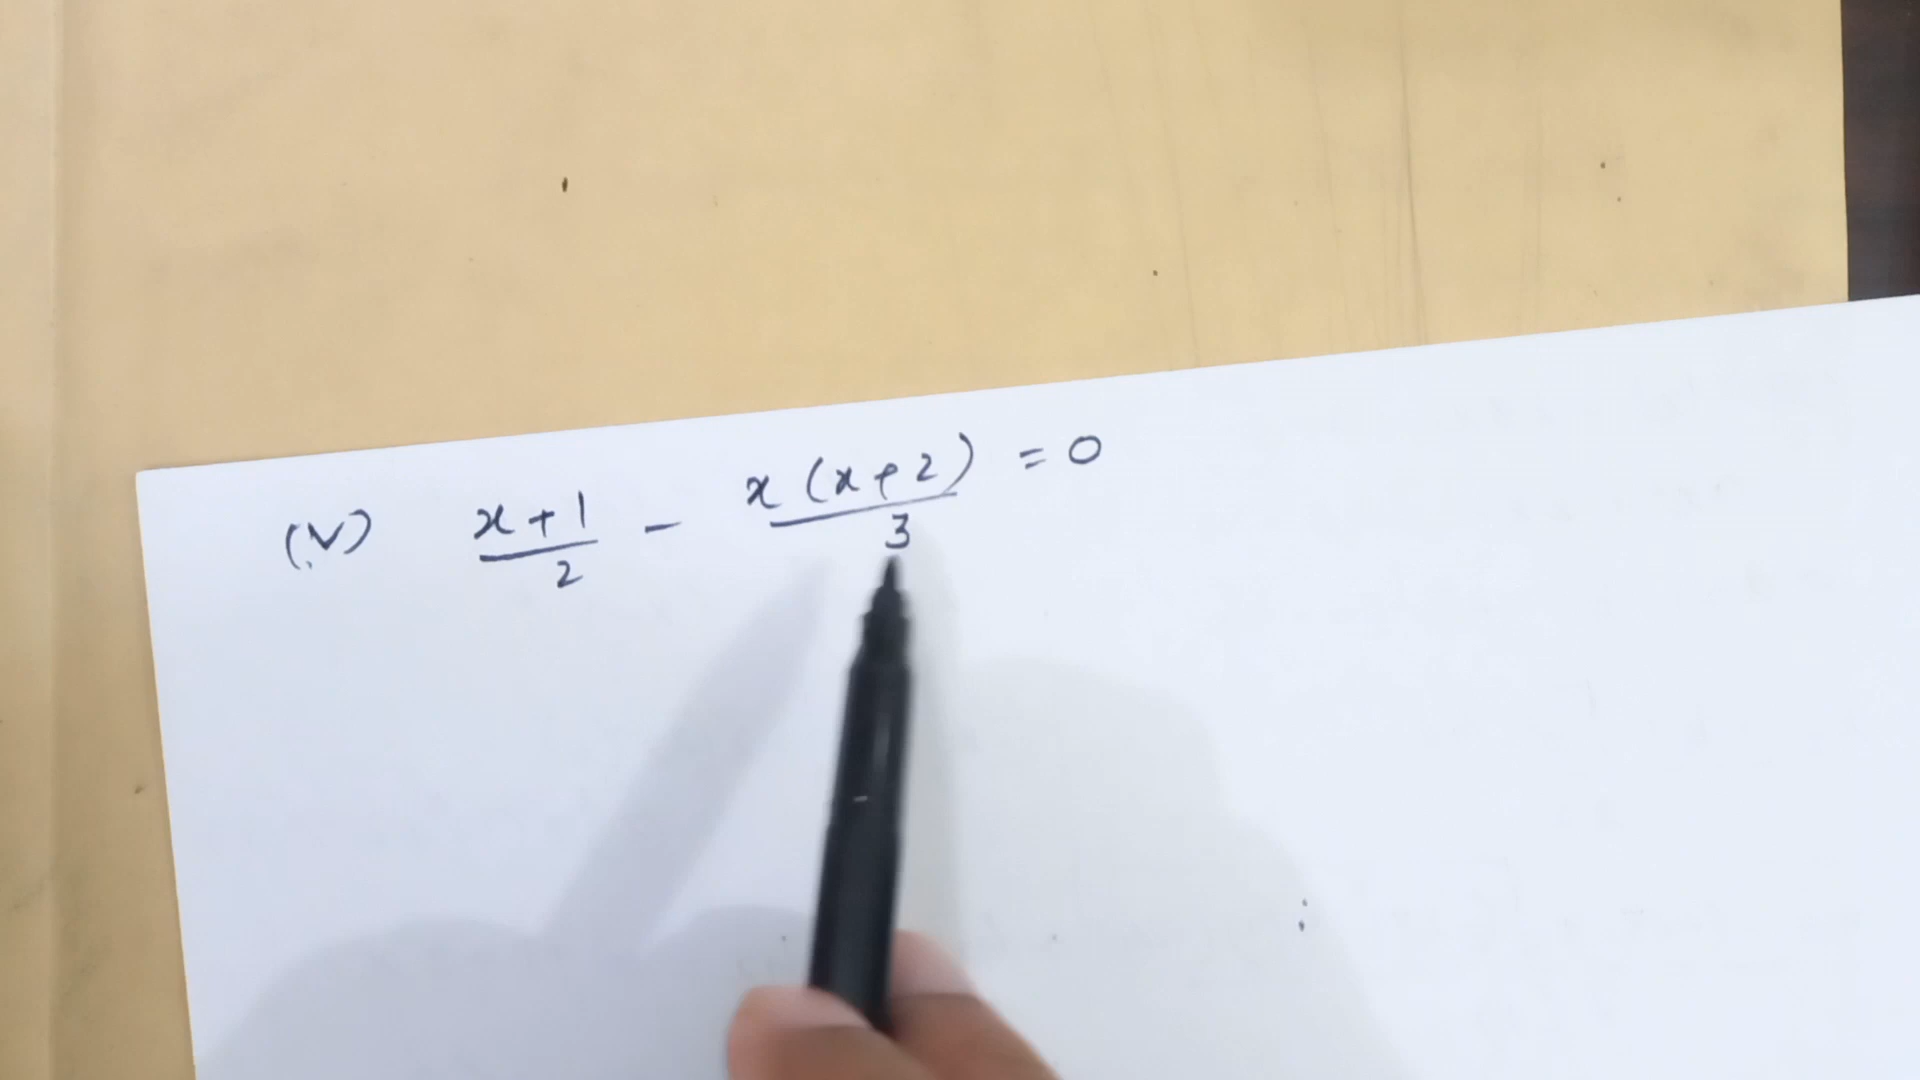 (V) x+1/2 - x(x+2)/3 = 0